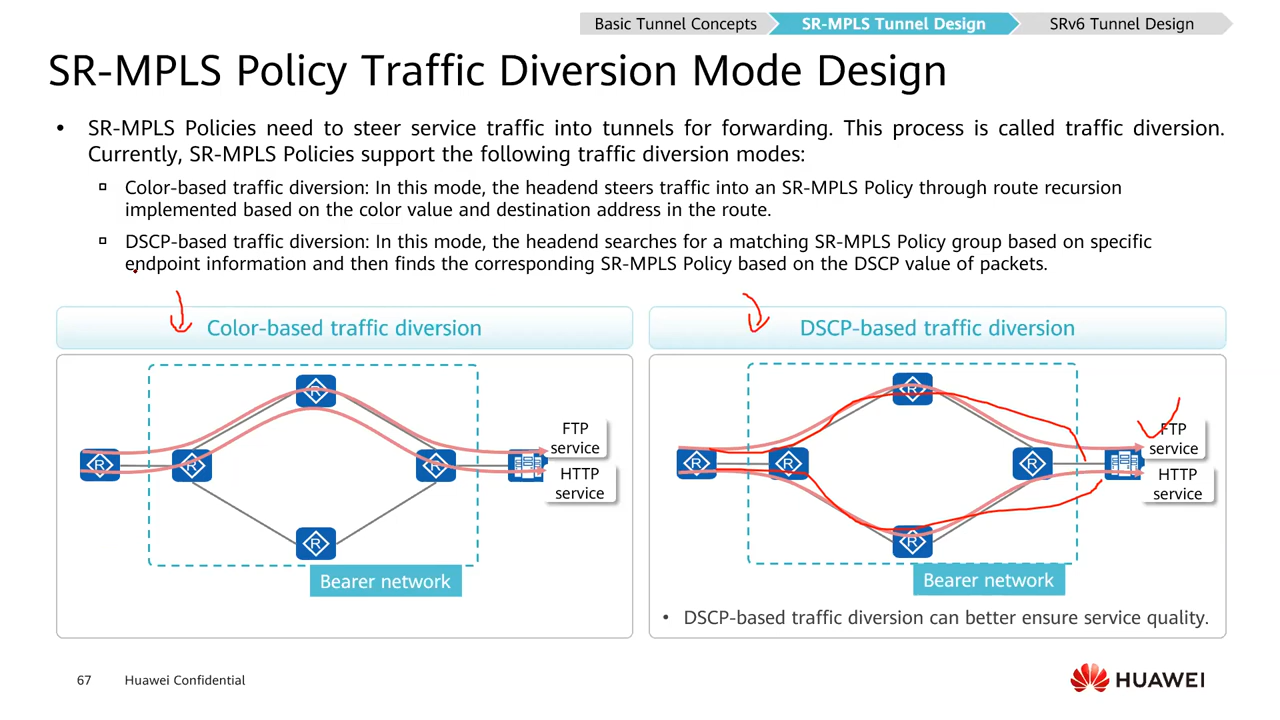 Basic Tunnel Concepts
SR-MPLS Tunnel Design
SRv6 Tunnel Design
SR-MPLS Policy Traffic Diversion Mode Design
• SR-MPLS Policies need to steer service traffic into tunnels for forwarding. This process is called traffic diversion.
Currently, SR-MPLS Policies support the following traffic diversion modes:
Color-based traffic diversion: In this mode, the headend steers traffic into an SR-MPLS Policy through route recursion
implemented based on the color value and destination address in the route.
DSCP-based traffic diversion: In this mode, the headend searches for a matching SR-MPLS Policy group based on specific
endpoint information and then finds the corresponding SR-MPLS Policy based on the DSCP value of packets.
Color-based traffic diversion
R
R
R
R
R
FTP
service
HTTP
service
Bearer network
DSCP-based traffic diversion
R
R
R
R
R
FTP
service
HTTP
service
Bearer network
• DSCP-based traffic diversion can better ensure service quality.
67
Huawei Confidential
HUAWEI